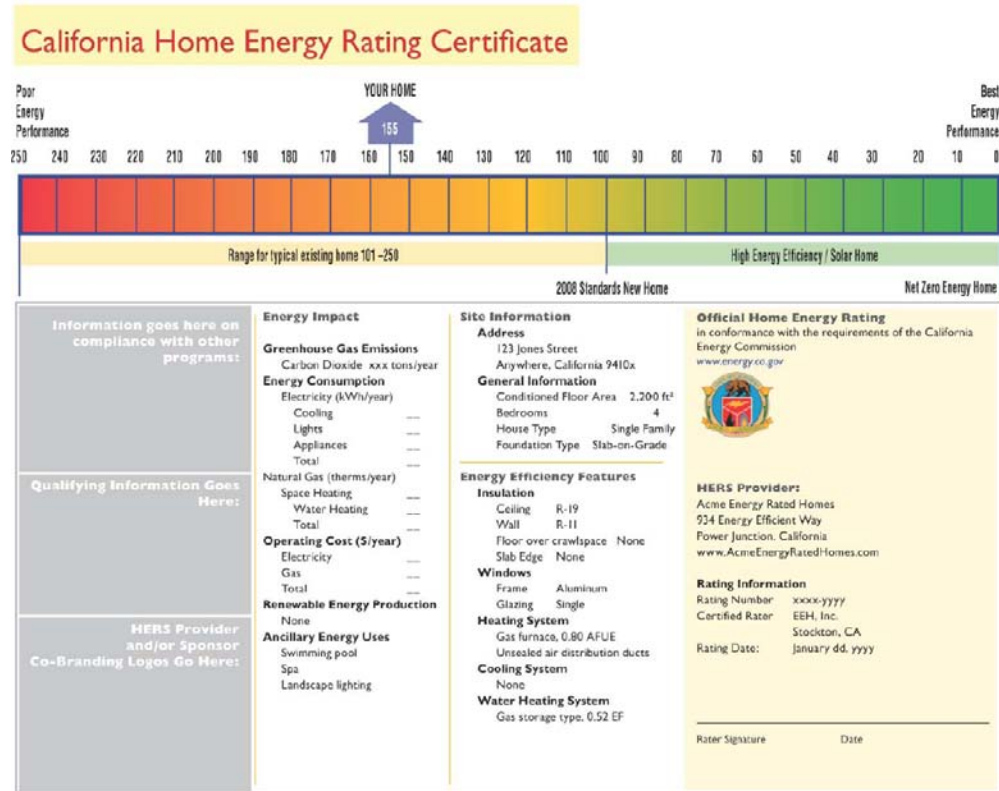 California Home Energy Rating Certificate
Poor
Energy
Performance
YOUR HOME
155
Best
Energy
Performance
250 240 230 220 210 200 190 180 170 160 150 140 130 120 110 100 90 80 70 60 50 40 30 20 10 0
Range for typical existing home 101 –250
High Energy Efficiency / Solar Home
2008 Standards New Home
Net Zero Energy Home
Information goes here on
compliance with other
programs:
Qualifying Information Goes
Here:
HERS Provider
and/or Sponsor
Co-Branding Logos Go Here:
Energy Impact
Greenhouse Gas Emissions
Carbon Dioxide xxx tons/year
Energy Consumption
Electricity (kWh/year)
Cooling __
Lights __
Appliances __
Total __
Natural Gas (therms/year)
Space Heating __
Water Heating __
Total __
Operating Cost ($/year)
Electricity __
Gas __
Total __
Renewable Energy Production
None
Ancillary Energy Uses
Swimming pool
Spa
Landscape lighting
Site Information
Address
123 Jones Street
Anywhere, California 9410x
General Information
Conditioned Floor Area 2,200 ft²
Bedrooms 4
House Type Single Family
Foundation Type Slab-on-Grade
Energy Efficiency Features
Insulation
Ceiling R-19
Wall R-11
Floor over crawlspace None
Slab Edge None
Windows
Frame Aluminum
Glazing Single
Heating System
Gas furnace, 0.80 AFUE
Unsealed air distribution ducts
Cooling System
None
Water Heating System
Gas storage type, 0.52 EF
Official Home Energy Rating
in conformance with the requirements of the California
Energy Commission
www.energy.ca.gov
HERS Provider:
Acme Energy Rated Homes
934 Energy Efficient Way
Power Junction, California
www.AcmeEnergyRatedHomes.com
Rating Information
Rating Number xxxx-yyyy
Certified Rater EEH, Inc.
Stockton, CA
Rating Date: January dd, yyyy
Rater Signature Date